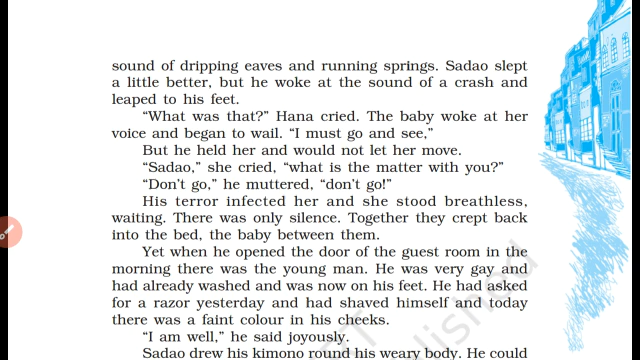 sound of dripping eaves and running springs. Sadao slept
a little better, but he woke at the sound of a crash and
leaped to his feet.
“What was that?” Hana cried. The baby woke at her
voice and began to wail. “I must go and see,”
But he held her and would not let her move.
“Sadao,” she cried, “what is the matter with you?”
“Don’t go,” he muttered, “don’t go!”
His terror infected her and she stood breathless,
waiting. There was only silence. Together they crept back
into the bed, the baby between them.
Yet when he opened the door of the guest room in the
morning there was the young man. He was very gay and
had already washed and was now on his feet. He had asked
for a razor yesterday and had shaved himself and today
there was a faint colour in his cheeks.
“I am well,” he said joyously.
Sadao drew his kimono round his weary body. He could